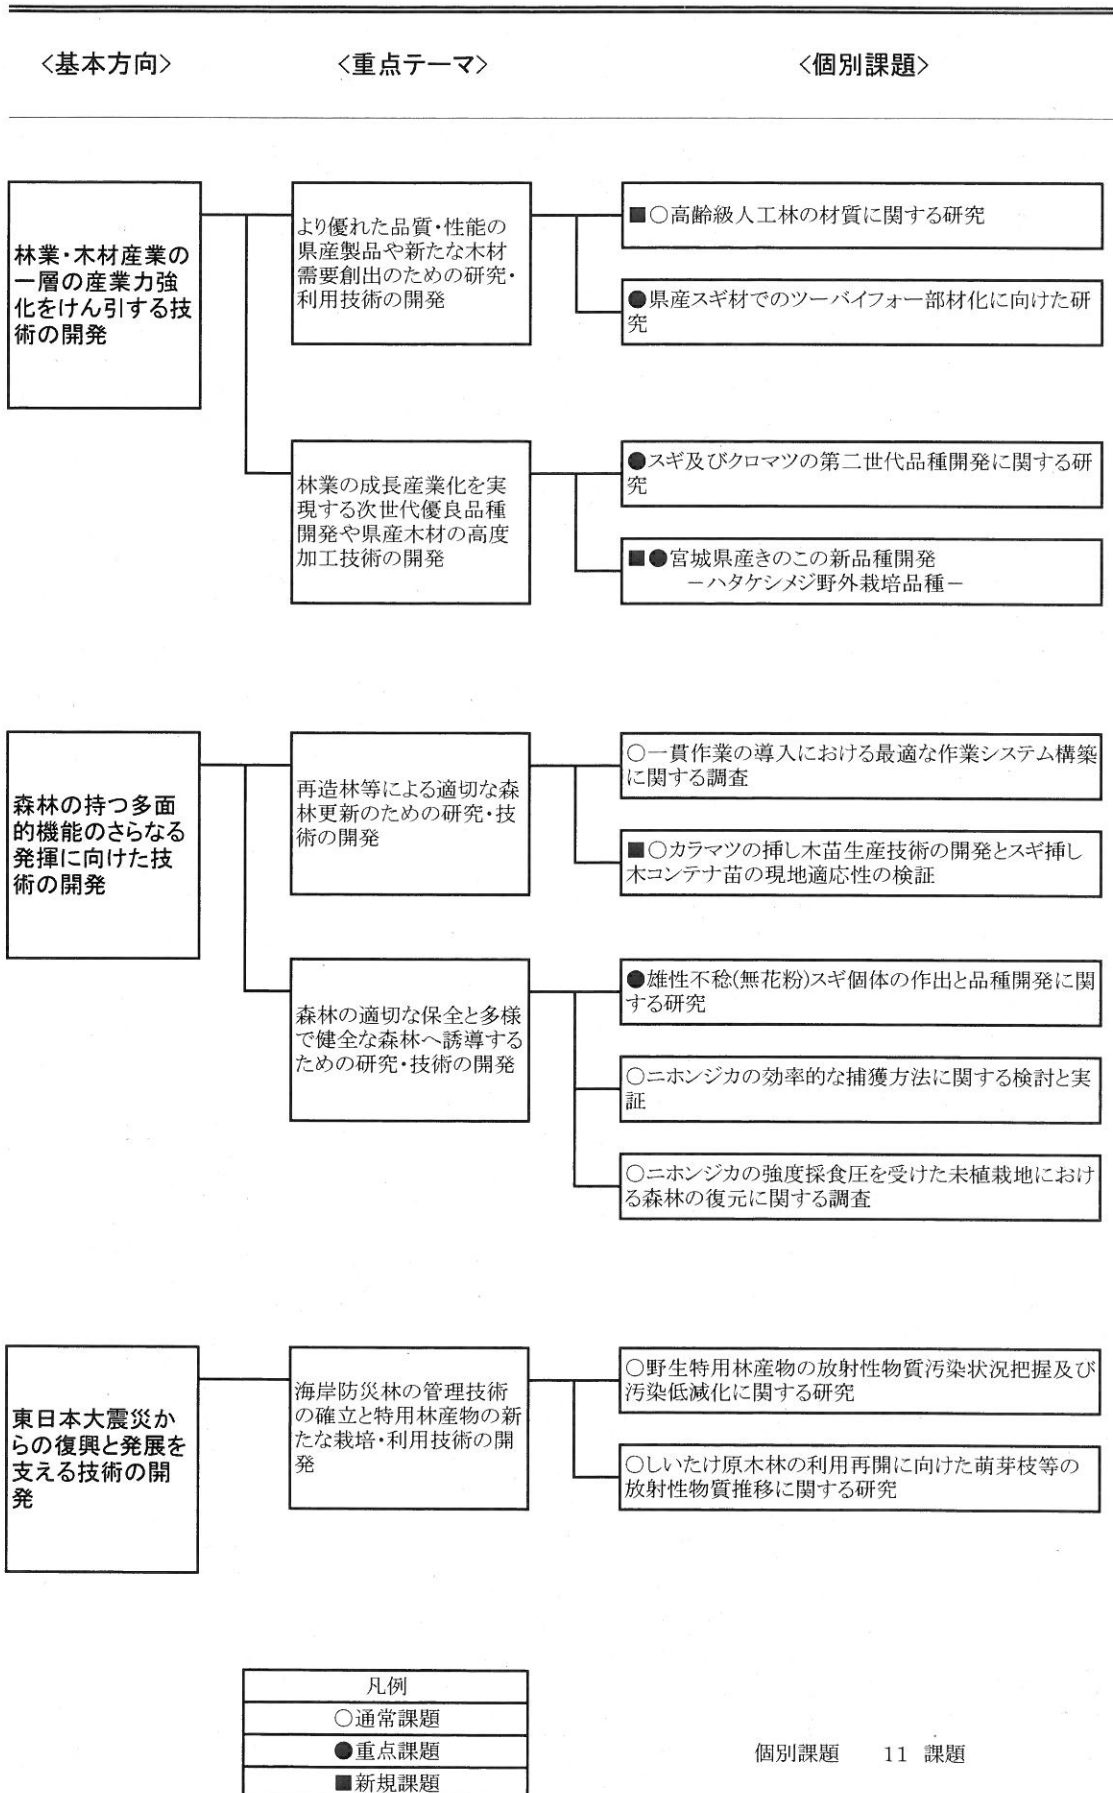 〈基本方向〉
〈重点テーマ〉
〈個別課題〉
林業・木材産業の
一層の産業力強
化をけん引する技
術の開発
より優れた品質・性能の
県産製品や新たな木材
需要創出のための研究・
利用技術の開発
■○高齢級人工林の材質に関する研究
●県産スギ材でのツーバイフォー部材化に向けた研
究
林業の成長産業化を実
現する次世代優良品種
開発や県産木材の高度
加工技術の開発
●スギ及びクロマツの第二世代品種開発に関する研
究
■●宮城県産きのこの新品種開発
－ハタケシメジ野外栽培品種－
森林の持つ多面
的機能のさらなる
発揮に向けた技
術の開発
再造林等による適切な森
林更新のための研究・技
術の開発
○一貫作業の導入における最適な作業システム構築
に関する調査
■○カラマツの挿し木苗生産技術の開発とスギ挿し
木コンテナ苗の現地適応性の検証
森林の適切な保全と多様
で健全な森林へ誘導する
ための研究・技術の開発
●雄性不稔(無花粉)スギ個体の作出と品種開発に関
する研究
○ニホンジカの効率的な捕獲方法に関する検討と実
証
○ニホンジカの強度採食圧を受けた未植栽地におけ
る森林の復元に関する調査
東日本大震災か
らの復興と発展を
支える技術の開
発
海岸防災林の管理技術
の確立と特用林産物の新
たな栽培・利用技術の開
発
○野生特用林産物の放射性物質汚染状況把握及び
汚染低減化に関する研究
○しいたけ原木林の利用再開に向けた萌芽枝等の
放射性物質推移に関する研究
凡例
○通常課題
●重点課題
■新規課題
個別課題　11 課題